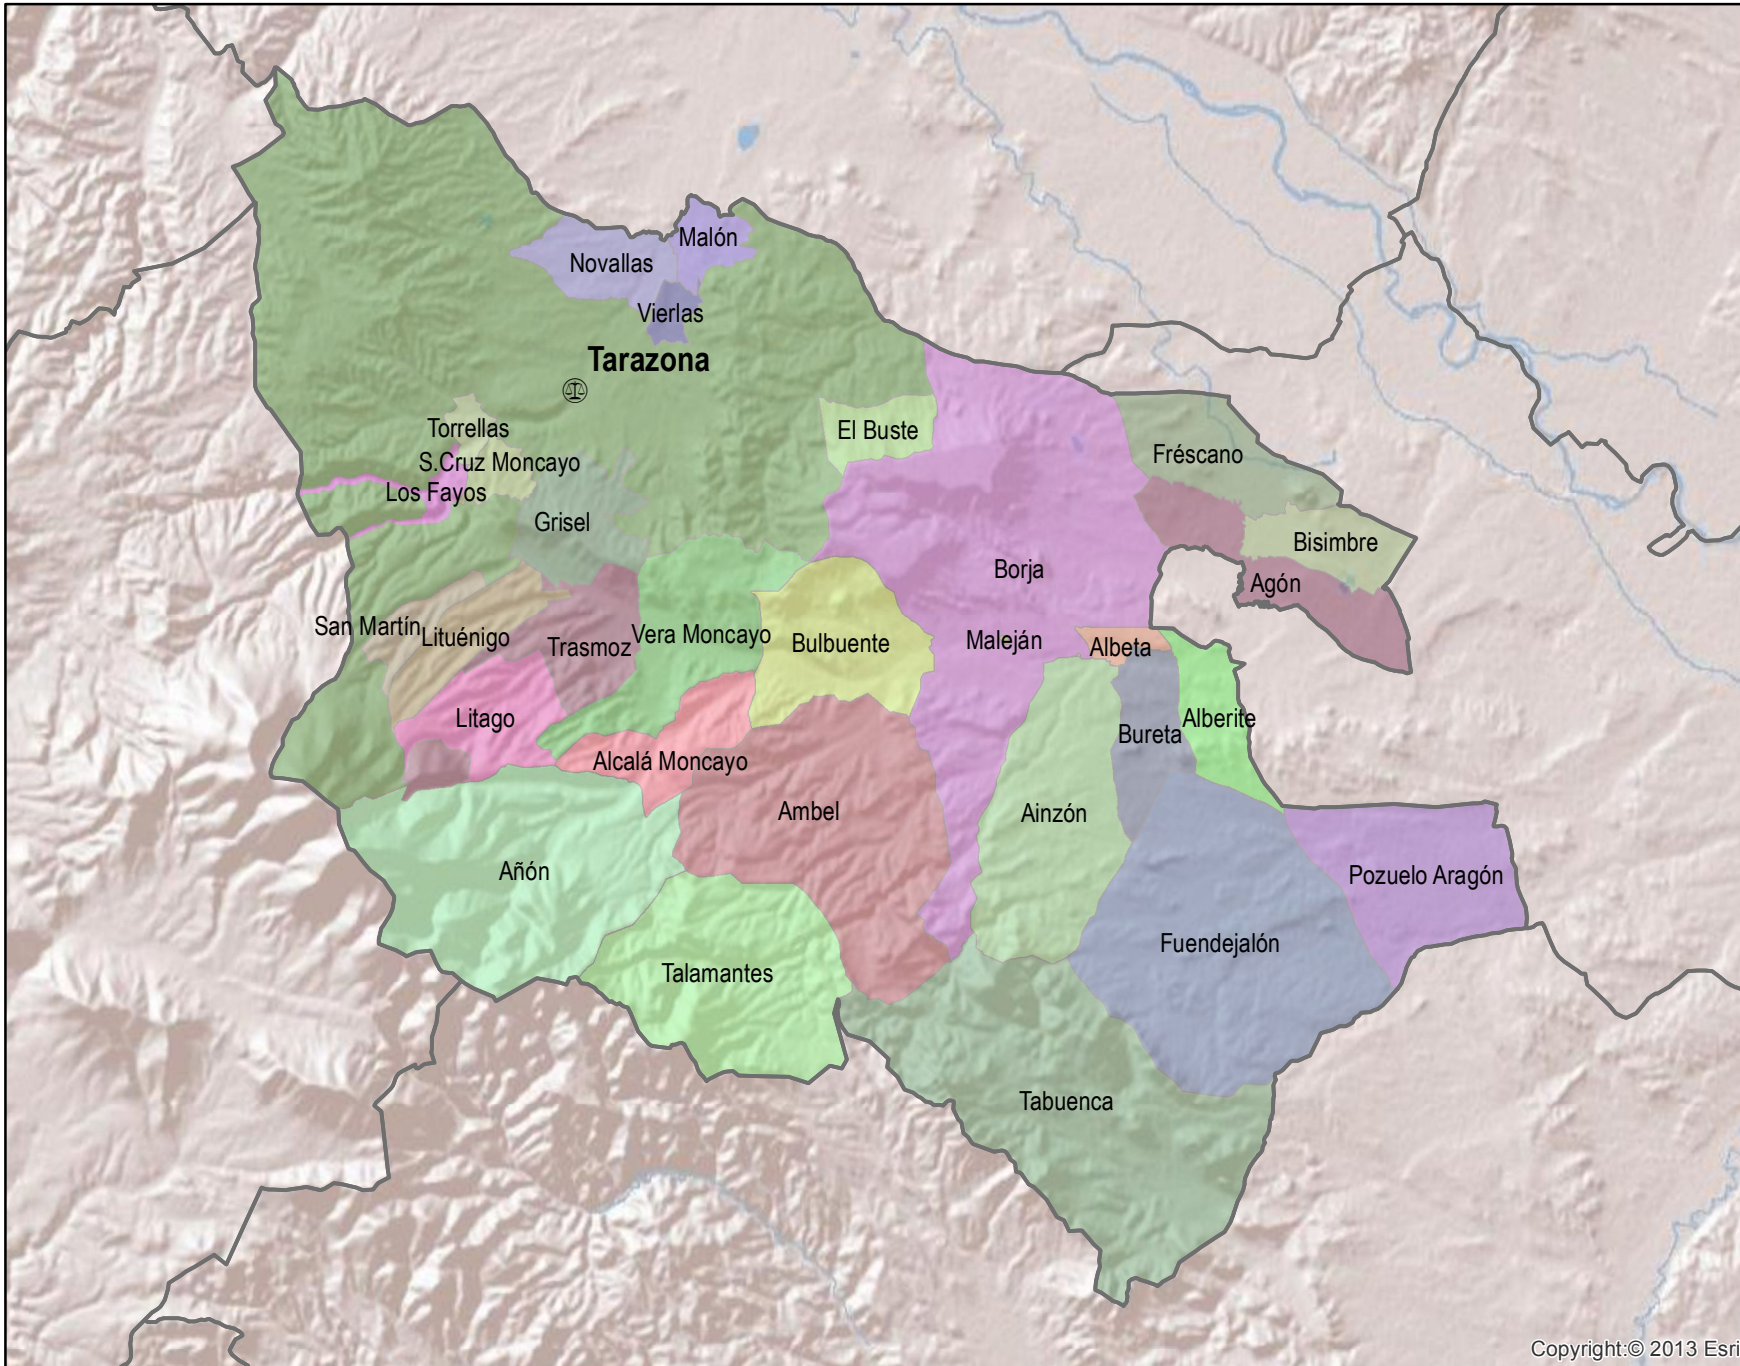 Malón
Novallas
Vierlas
Tarazona
Torrellas
El Buste
Fréscano
S.Cruz Moncayo
Los Fayos
Grisel
Bisimbre
Borja
Agón
San Martín
Lituénigo
Trasmoz
Vera Moncayo
Bulbuente
Maleján
Albeta
Litago
Alberite
Bureta
Alcalá Moncayo
Ambel
Ainzón
Añón
Pozuelo Aragón
Fuendejalón
Talamantes
Tabuenca
Copyright:© 2013 Esri